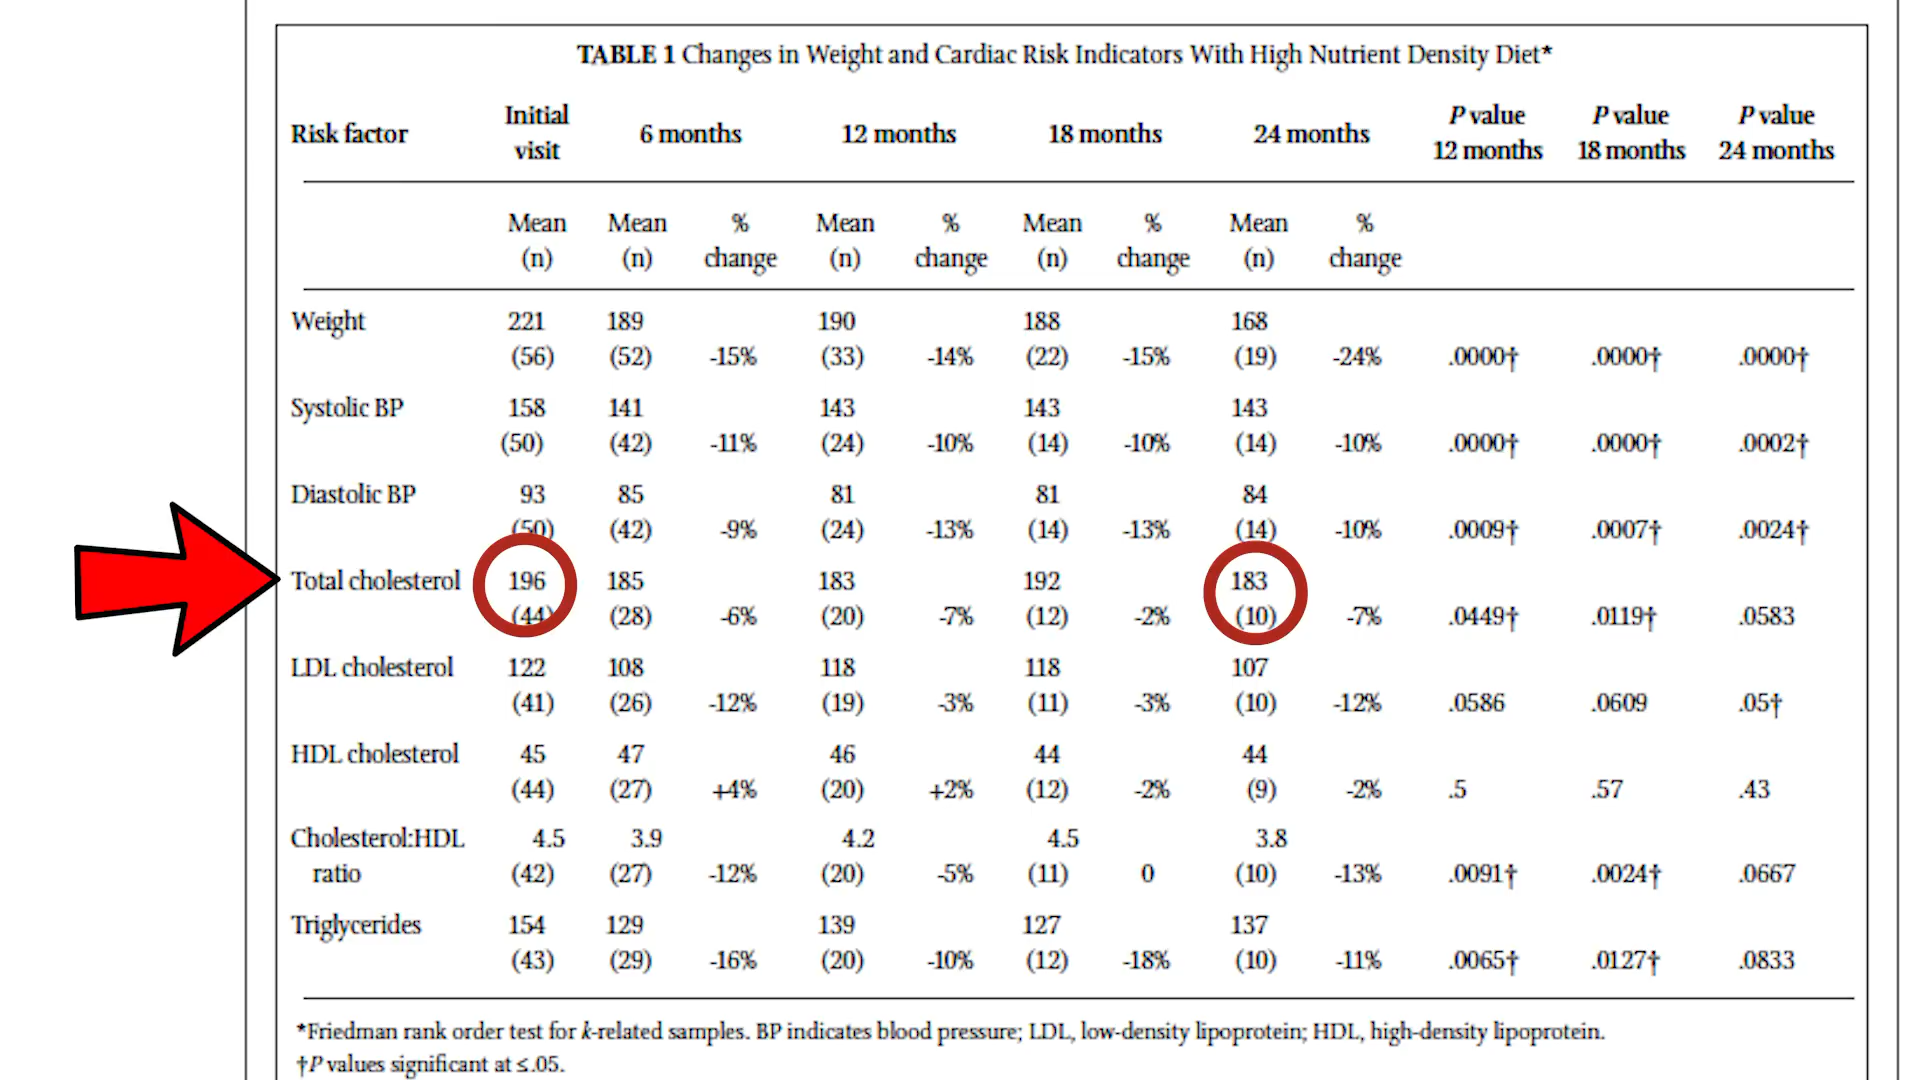 TABLE 1 Changes in Weight and Cardiac Risk Indicators With High Nutrient Density Diet*
Risk factor Initial visit 6 months 12 months 18 months 24 months P value 12 months P value 18 months P value 24 months
Mean Mean % Mean % Mean % Mean %
(n) (n) change (n) change (n) change (n) change
Weight 221 189 190 188 168
(56) (52) -15% (33) -14% (22) -15% (19) -24% .0000† .0000† .0000†
Systolic BP 158 141 143 143 143
(50) (42) -11% (24) -10% (14) -10% (14) -10% .0000† .0000† .0002†
Diastolic BP 93 85 81 81 84
(50) (42) -9% (24) -13% (14) -13% (14) -10% .0009† .0007† .0024†
Total cholesterol 196 185 183 192 183
(44) (28) -6% (20) -7% (12) -2% (10) -7% .0449† .0119† .0583
LDL cholesterol 122 108 118 118 107
(41) (26) -12% (19) -3% (11) -3% (10) -12% .0586 .0609 .05†
HDL cholesterol 45 47 46 44 44
(44) (27) +4% (20) +2% (12) -2% (9) -2% .5 .57 .43
Cholesterol:HDL 4.5 3.9 4.2 4.5 3.8
ratio (42) (27) -12% (20) -5% (11) 0 (10) -13% .0091† .0024† .0667
Triglycerides 154 129 139 127 137
(43) (29) -16% (20) -10% (12) -18% (10) -11% .0065† .0127† .0833
*Friedman rank order test for k-related samples. BP indicates blood pressure; LDL, low-density lipoprotein; HDL, high-density lipoprotein.
†P values significant at ≤.05.